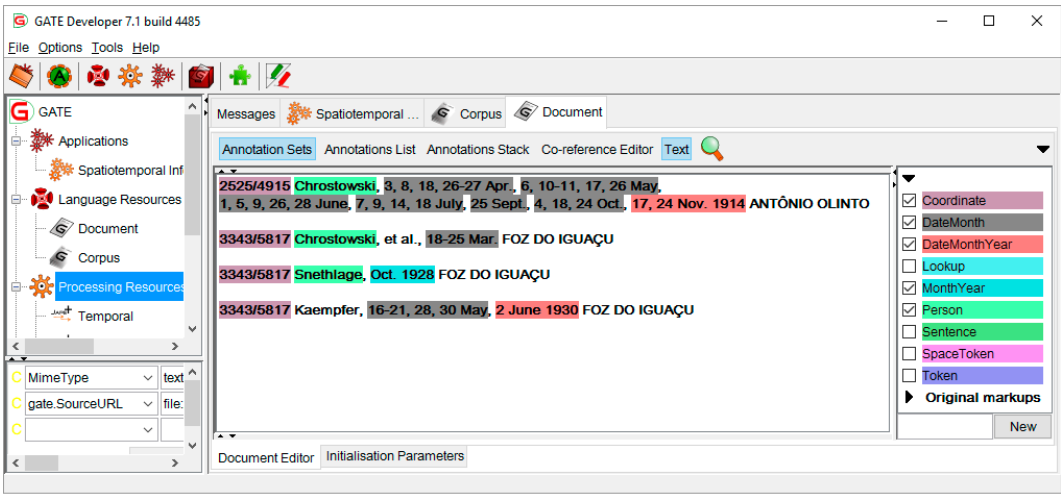 GATE Developer 7.1 build 4485
File Options Tools Help
GATE
Applications
Spatiotemporal Inf
Language Resources
Document
Corpus
Processing Resources
Temporal
MimeType text
gate.SourceURL file:
Messages Spatiotemporal ... Corpus Document
Annotation Sets Annotations List Annotations Stack Co-reference Editor Text
2525/4915 Chrostowski, 3, 8, 18, 26-27 Apr., 6, 10-11, 17, 26 May,
1, 5, 9, 26, 28 June, 7, 9, 14, 18 July, 25 Sept., 4, 18, 24 Oct., 17, 24 Nov. 1914 ANTÔNIO OLINTO
3343/5817 Chrostowski, et al., 18-25 Mar. FOZ DO IGUAÇU
3343/5817 Snethlage, Oct. 1928 FOZ DO IGUAÇU
3343/5817 Kaempfer, 16-21, 28, 30 May, 2 June 1930 FOZ DO IGUAÇU
Coordinate
DateMonth
DateMonthYear
Lookup
MonthYear
Person
Sentence
SpaceToken
Token
Original markups
New
Document Editor Initialisation Parameters